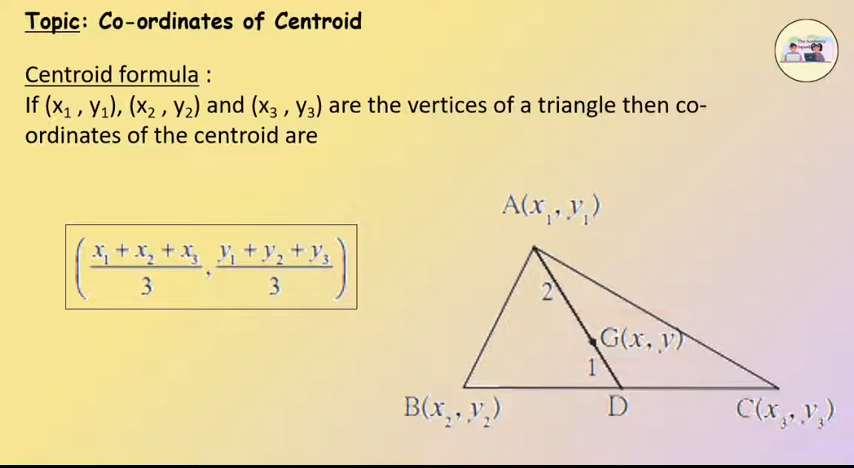 Topic: Co-ordinates of Centroid
Centroid formula :
If (x₁ , y₁), (x₂ , y₂) and (x₃ , y₃) are the vertices of a triangle then co-
ordinates of the centroid are
( (x₁ + x₂ + x₃)/3 , (y₁ + y₂ + y₃)/3 )
A(x₁, y₁)
2
G(x, y)
1
B(x₂, y₂)
D
C(x₃, y₃)